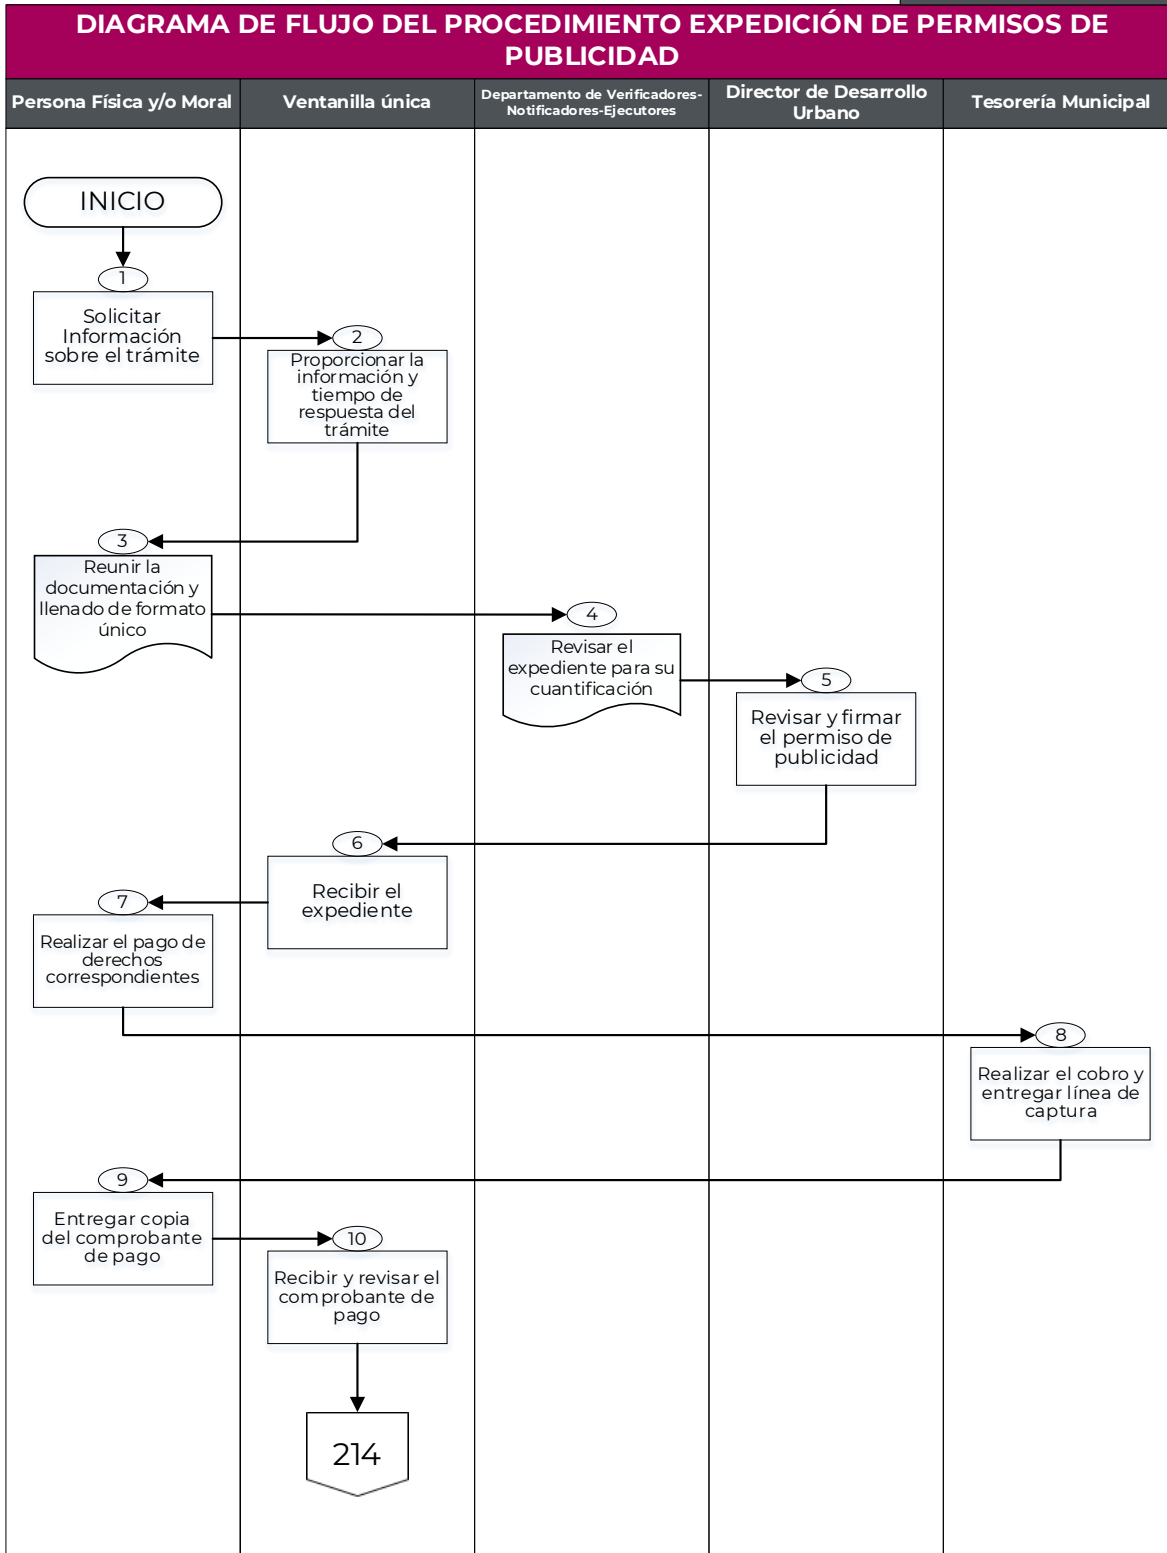 DIAGRAMA DE FLUJO DEL PROCEDIMIENTO EXPEDICIÓN DE PERMISOS DE
PUBLICIDAD
Persona Física y/o Moral
Ventanilla única
Departamento de Verificadores-
Notificadores-Ejecutores
Director de Desarrollo
Urbano
Tesorería Municipal
INICIO
1
Solicitar
Información
sobre el trámite
2
Proporcionar la
información y
tiempo de
respuesta del
trámite
3
Reunir la
documentación y
llenado de formato
único
4
Revisar el
expediente para su
cuantificación
5
Revisar y firmar
el permiso de
publicidad
6
Recibir el
expediente
7
Realizar el pago de
derechos
correspondientes
8
Realizar el cobro y
entregar línea de
captura
9
Entregar copia
del comprobante
de pago
10
Recibir y revisar el
comprobante de
pago
214